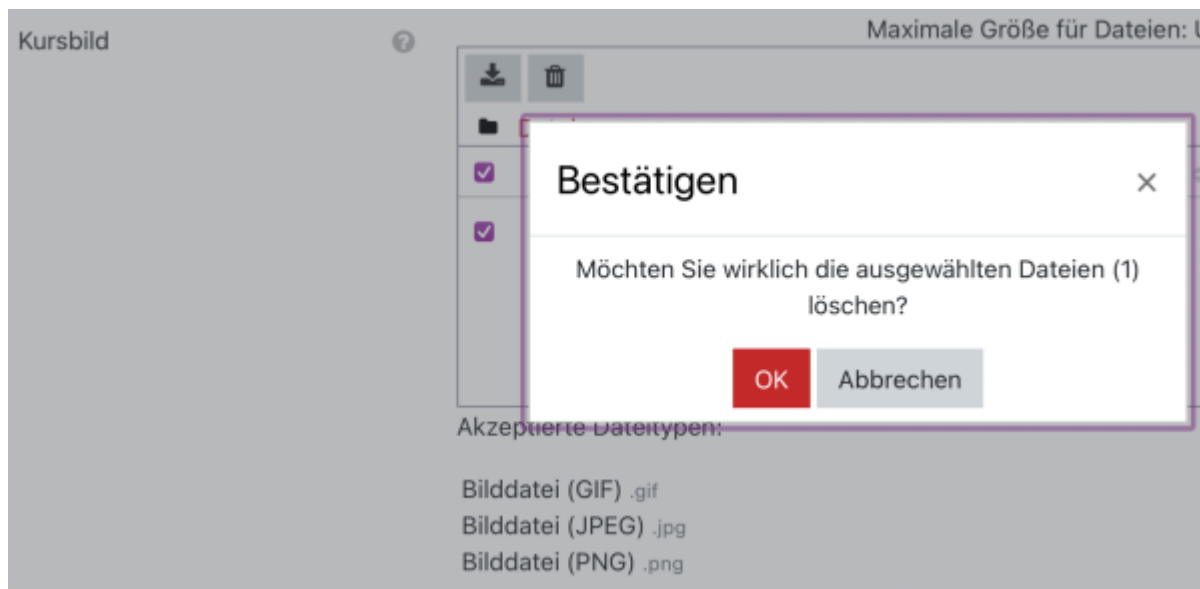 Maximale Größe für Dateien:
Kursbild
Bestätigen
Möchten Sie wirklich die ausgewählten Dateien (1)
löschen?
OK Abbrechen
Akzeptierte Dateitypen:
Bilddatei (GIF) .gif
Bilddatei (JPEG) .jpg
Bilddatei (PNG) .png